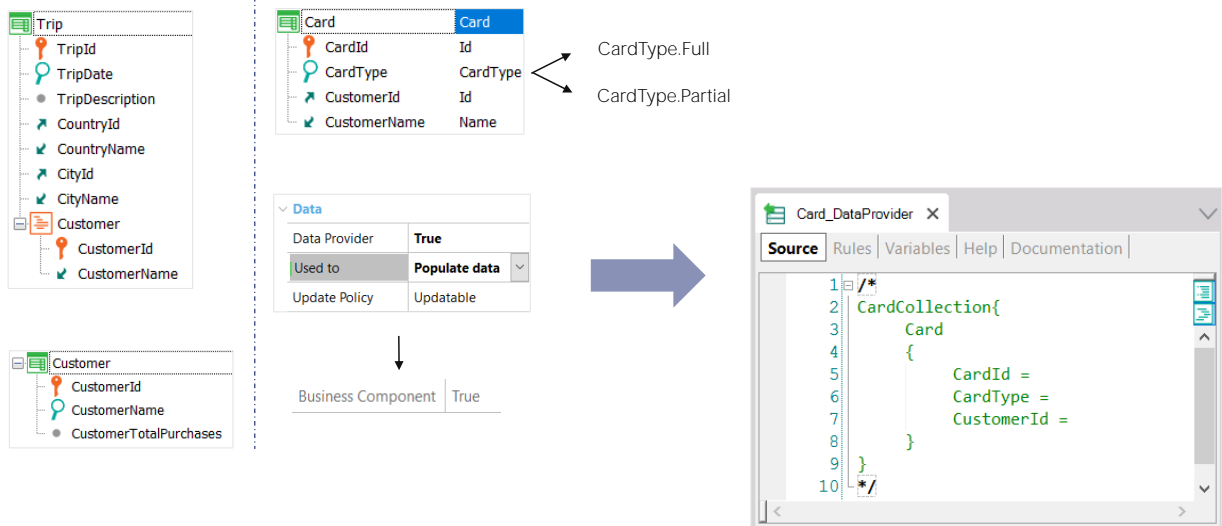 Trip
TripId
TripDate
TripDescription
CountryId
CountryName
CityId
CityName
Customer
CustomerId
CustomerName
Customer
CustomerId
CustomerName
CustomerTotalPurchases
Card Card
CardId Id
CardType CardType
CustomerId Id
CustomerName Name
CardType.Full
CardType.Partial
Data
Data Provider True
Used to Populate data
Update Policy Updatable
Business Component True
Card_DataProvider X
Source Rules Variables Help Documentation
1 /*
2 CardCollection{
3 Card
4 {
5 CardId =
6 CardType =
7 CustomerId =
8 }
9 }
10 */